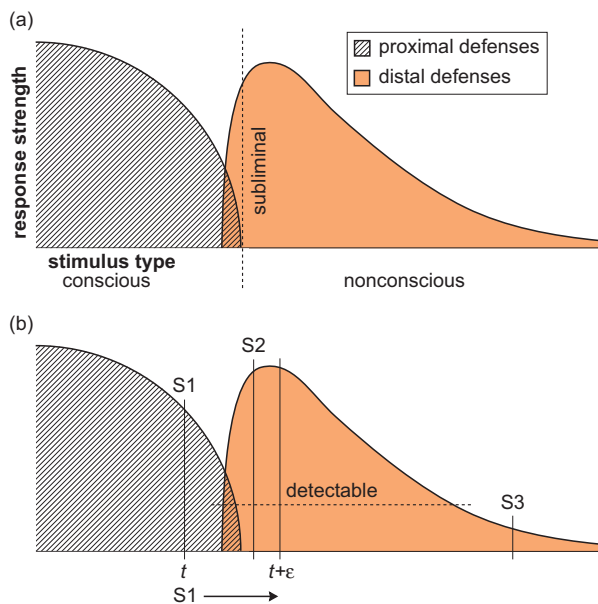 (a)
proximal defenses
distal defenses
response strength
subliminal
stimulus type
conscious
nonconscious
(b)
S1
S2
detectable
S3
t
t+ε
S1